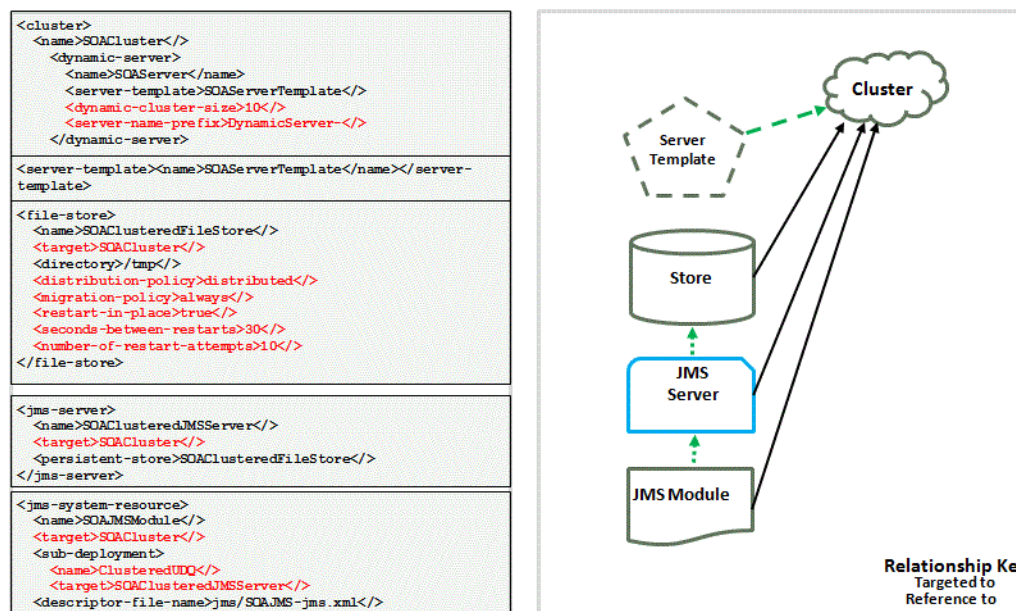 <cluster>
<name>SOACluster</>
<dynamic-server>
<name>SOAServer</name>
<server-template>SOAServerTemplate</>
<dynamic-cluster-size>10</>
<server-name-prefix>DynamicServer-</>
</dynamic-server>
<server-template><name>SOAServerTemplate</name></server-
template>
<file-store>
<name>SOAClusteredFileStore</>
<target>SOACluster</>
<directory>/tmp</>
<distribution-policy>distributed</>
<migration-policy>always</>
<restart-in-place>true</>
<seconds-between-restarts>30</>
<number-of-restart-attempts>10</>
</file-store>
<jms-server>
<name>SOAClusteredJMSServer</>
<target>SOACluster</>
<persistent-store>SOAClusteredFileStore</>
</jms-server>
<jms-system-resource>
<name>SOAJMSModule</>
<target>SOACluster</>
<sub-deployment>
<name>ClusteredUDQ</>
<target>SOAClusteredJMSServer</>
<descriptor-file-name>jms/SOAJMS-jms.xml</>
Cluster
Server
Template
Store
JMS
Server
JMS Module
Relationship Ke
Targeted to
Reference to